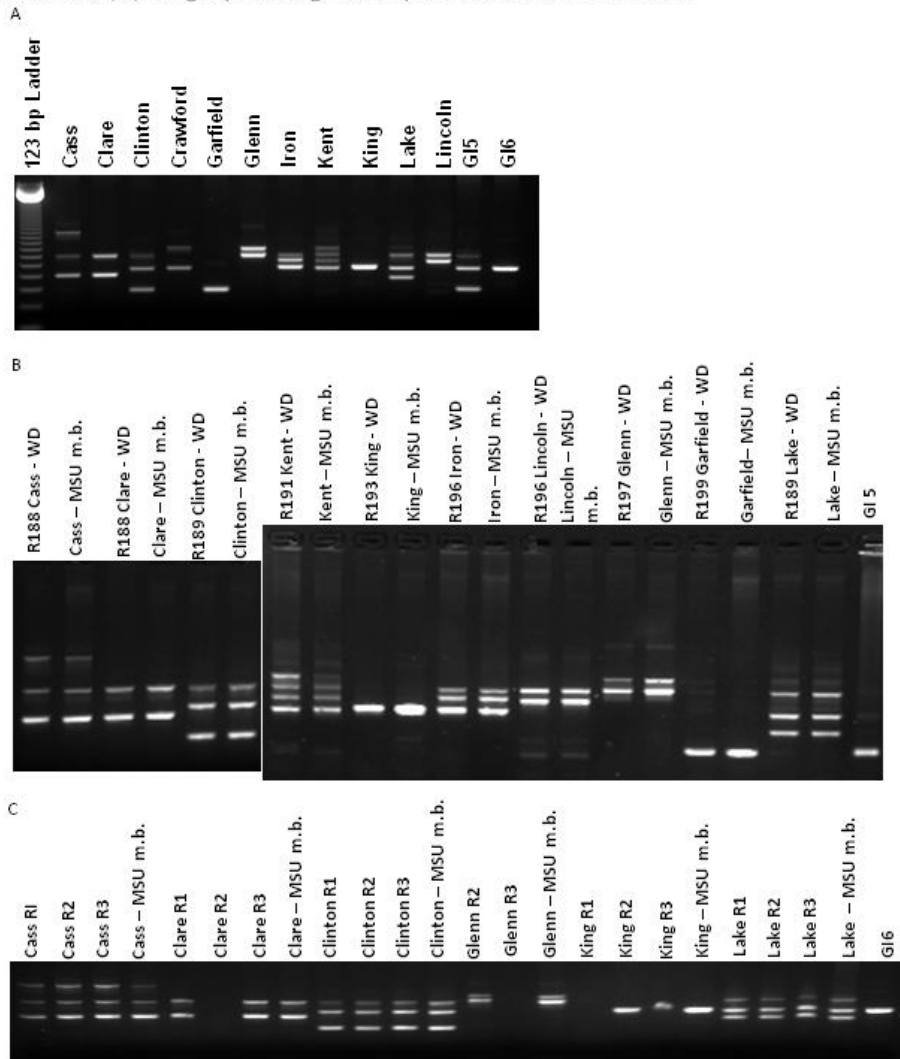 A
123 bp Ladder
Cass
Clare
Clinton
Crawford
Garfield
Glenn
Iron
Kent
King
Lake
Lincoln
GI5
GI6
B
R188 Cass - WD
Cass – MSU m.b.
R188 Clare - WD
Clare – MSU m.b.
R189 Clinton - WD
Clinton – MSU m.b.
R191 Kent - WD
Kent – MSU m.b.
R193 King - WD
King – MSU m.b.
R196 Iron - WD
Iron – MSU m.b.
R196 Lincoln - WD
Lincoln – MSU
m.b.
R197 Glenn - WD
Glenn – MSU m.b.
R199 Garfield - WD
Garfield– MSU m.b.
R189 Lake - WD
Lake – MSU m.b.
GI 5
C
Cass RI
Cass R2
Cass R3
Cass – MSU m.b.
Clare R1
Clare R2
Clare R3
Clare – MSU m.b.
Clinton R1
Clinton R2
Clinton R3
Clinton – MSU m.b.
Glenn R2
Glenn R3
Glenn – MSU m.b.
King R1
King R2
King R3
King – MSU m.b.
Lake R1
Lake R2
Lake R3
Lake – MSU m.b.
GI6